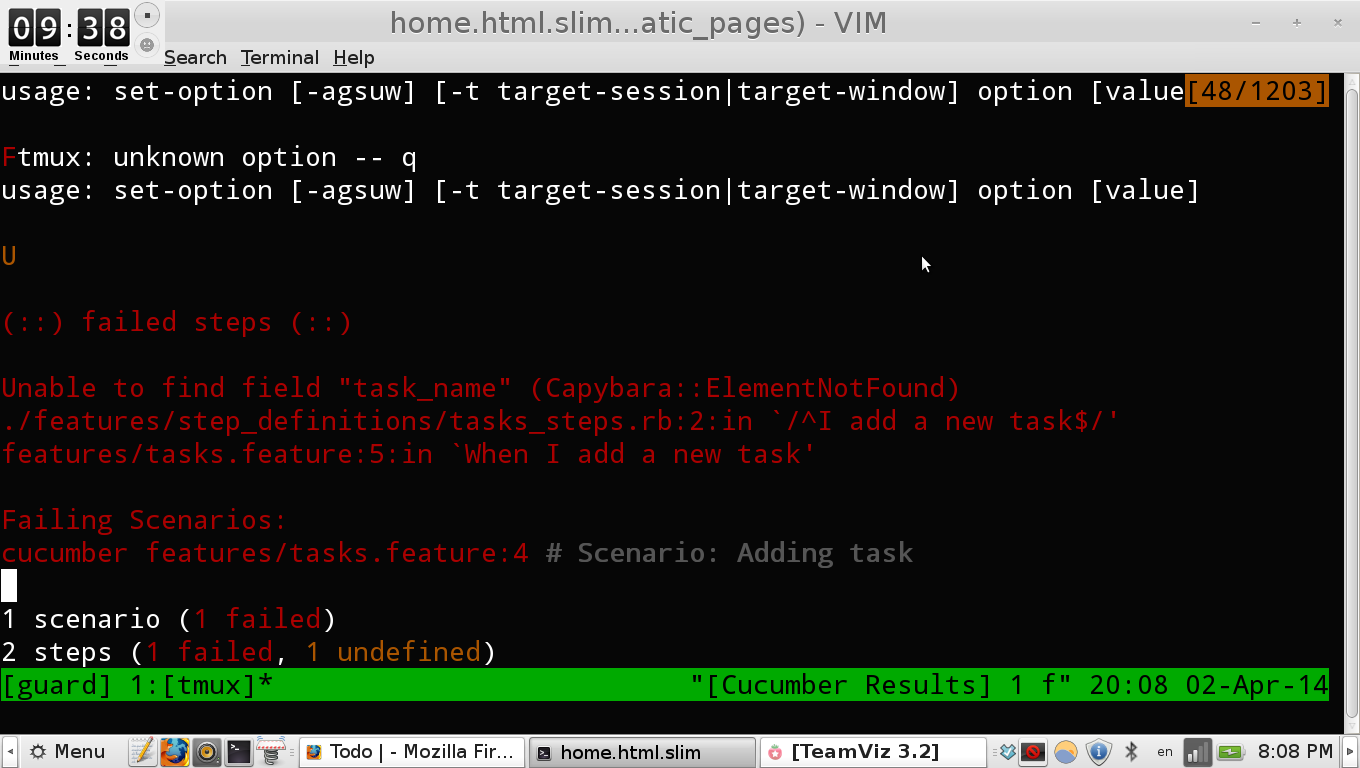 09:38
Minutes Seconds
home.html.slim...atic_pages) - VIM
Search Terminal Help
usage: set-option [-agsuw] [-t target-session|target-window] option [value[48/1203]
Ftmux: unknown option -- q
usage: set-option [-agsuw] [-t target-session|target-window] option [value]
U
(::) failed steps (::)
Unable to find field "task_name" (Capybara::ElementNotFound)
./features/step_definitions/tasks_steps.rb:2:in `/^I add a new task$/'
features/tasks.feature:5:in `When I add a new task'
Failing Scenarios:
cucumber features/tasks.feature:4 # Scenario: Adding task
1 scenario (1 failed)
2 steps (1 failed, 1 undefined)
[guard] 1:[tmux]* "[Cucumber Results] 1 f" 20:08 02-Apr-14
Menu Todo | - Mozilla Fir... home.html.slim [TeamViz 3.2] en 8:08 PM